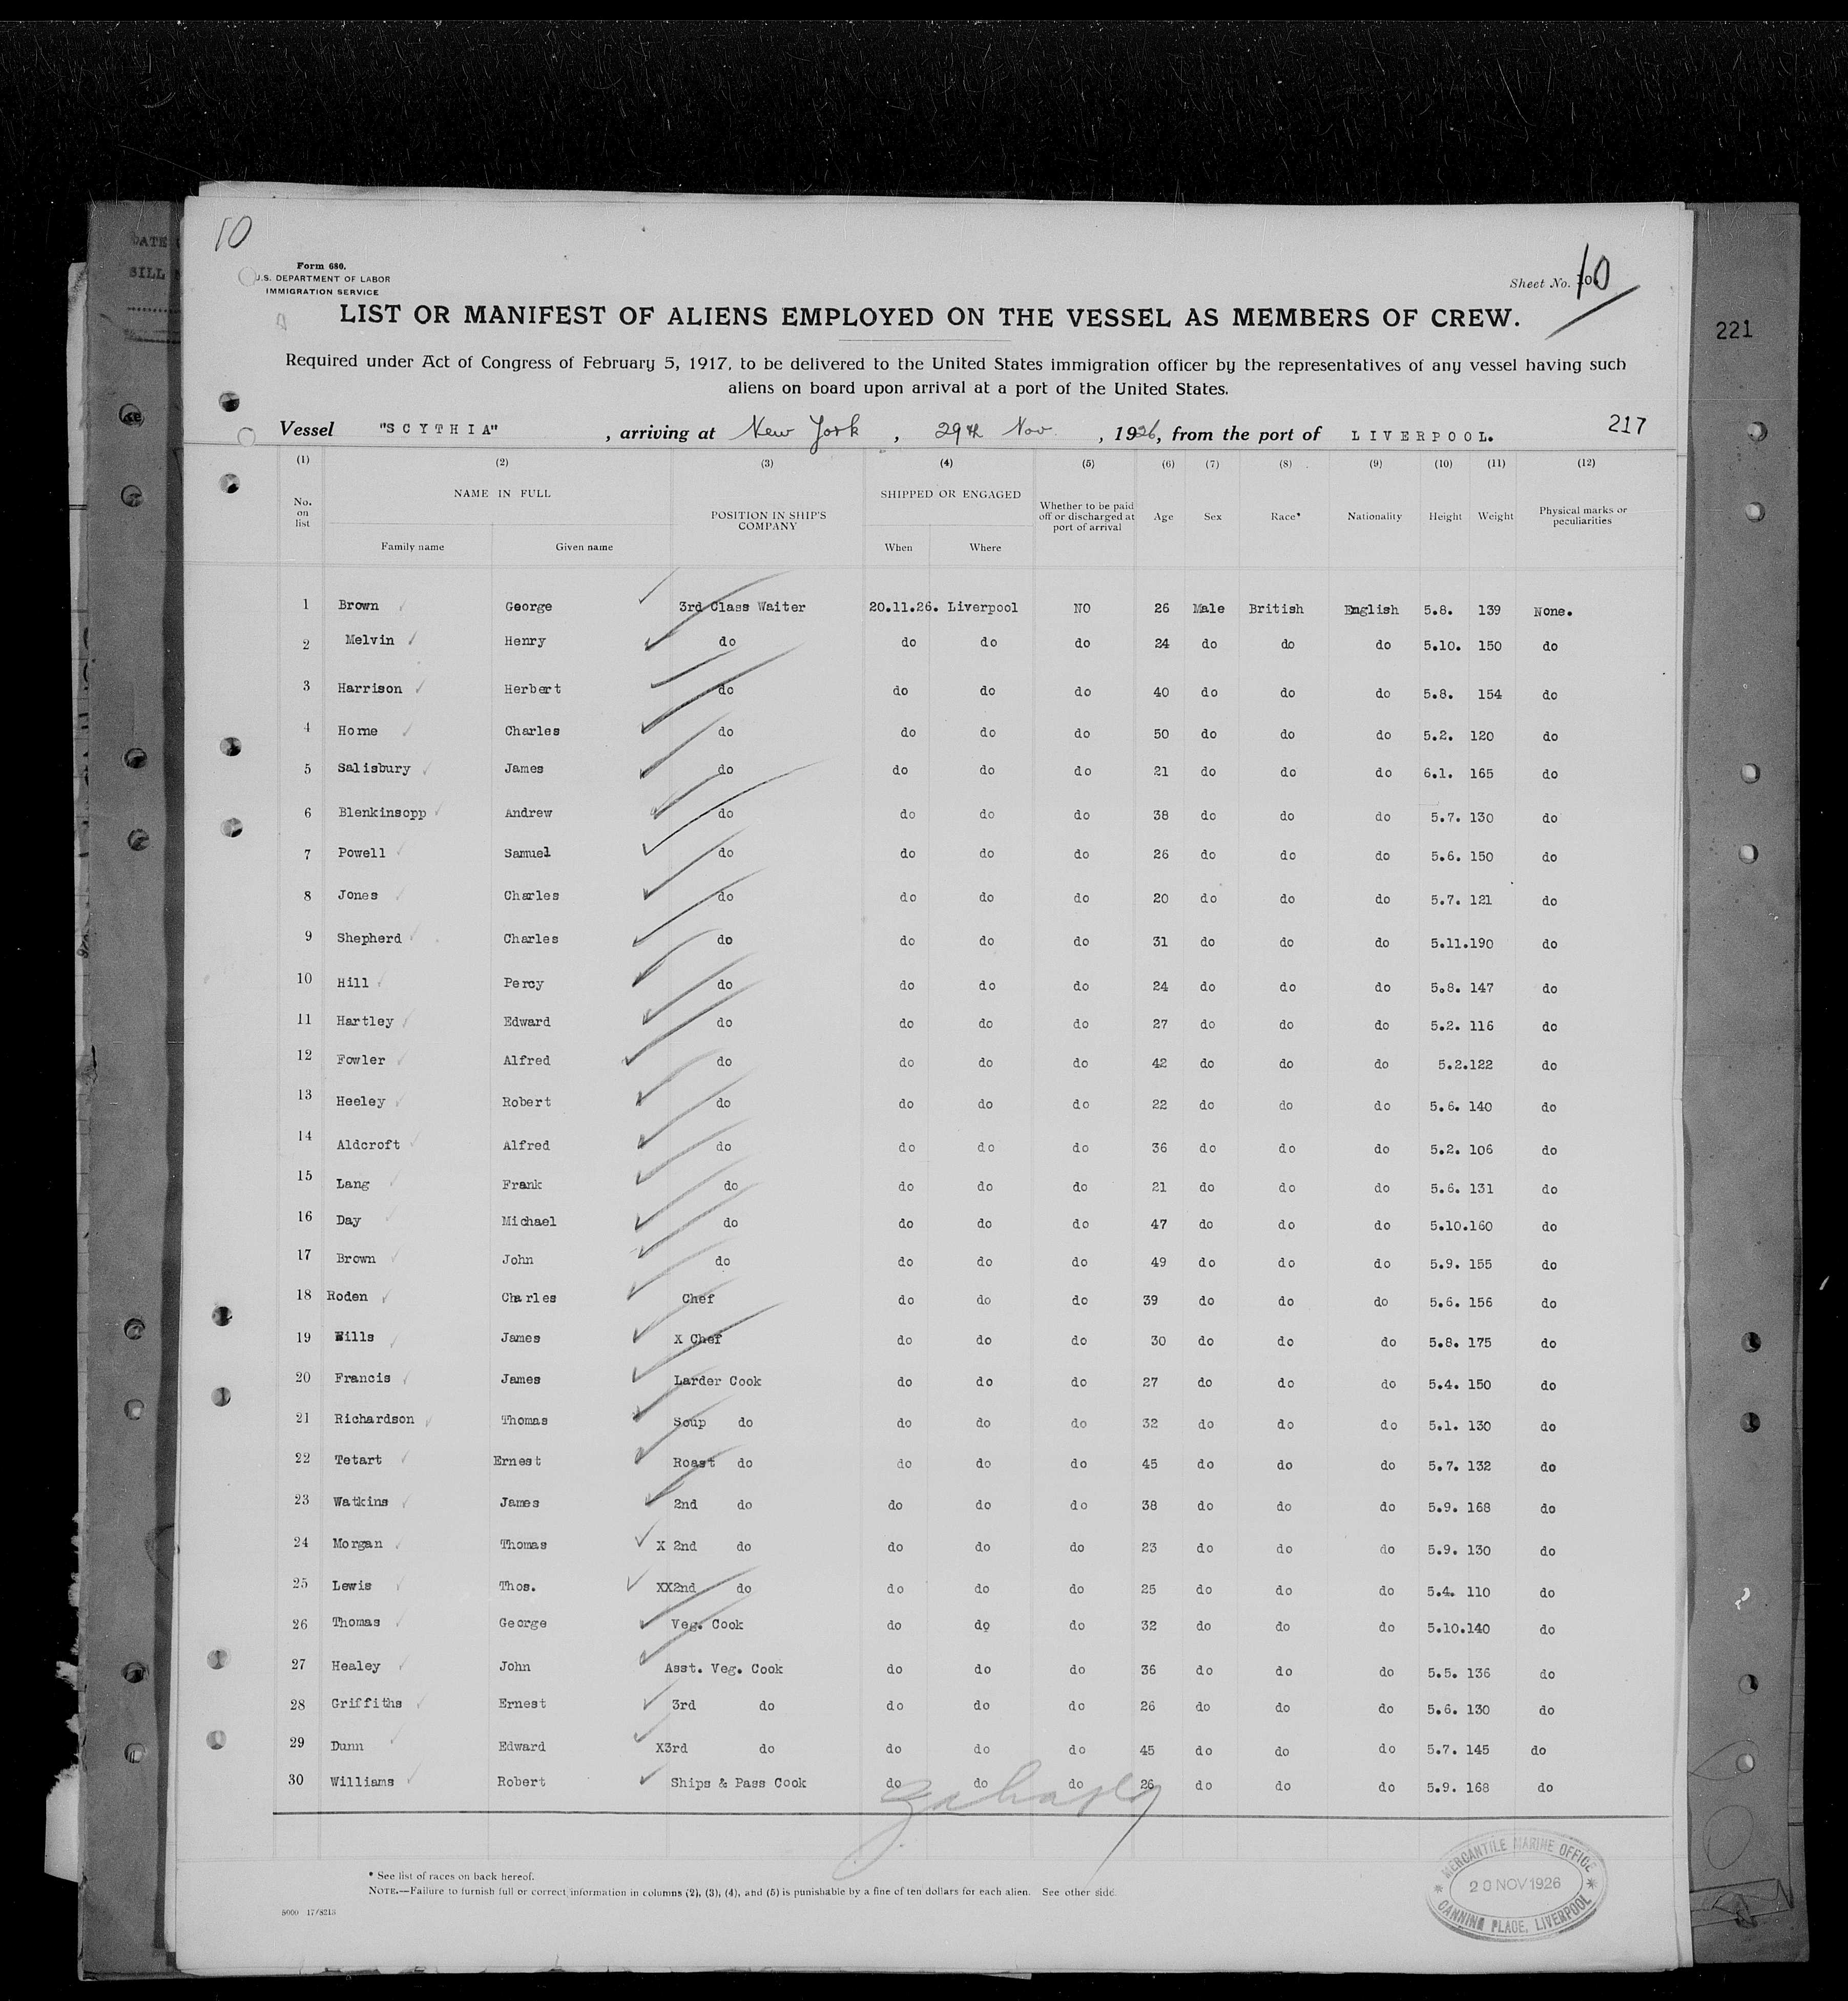 10
Form 680.
U.S. DEPARTMENT OF LABOR
IMMIGRATION SERVICE
Sheet No. 10
LIST OR MANIFEST OF ALIENS EMPLOYED ON THE VESSEL AS MEMBERS OF CREW.
221
Required under Act of Congress of February 5, 1917, to be delivered to the United States immigration officer by the representatives of any vessel having such
aliens on board upon arrival at a port of the United States.
Vessel "SCYTHIA", arriving at New York, 29th Nov., 1926, from the port of LIVERPOOL. 217
(1) (2) (3) (4) (5) (6) (7) (8) (9) (10) (11) (12)
No. on list NAME IN FULL POSITION IN SHIP'S COMPANY SHIPPED OR ENGAGED Whether to be paid off or discharged at port of arrival Age Sex Race* Nationality Height Weight Physical marks or peculiarities
Family name Given name When Where
1 Brown George 3rd Class Waiter 20.11.26. Liverpool NO 26 Male British English 5.8. 139 None.
2 Melvin Henry do do do do 24 do do do 5.10. 150 do
3 Harrison Herbert do do do do 40 do do do 5.8. 154 do
4 Home Charles do do do do 50 do do do 5.2. 120 do
5 Salisbury James do do do do 21 do do do 6.1. 165 do
6 Blenkinsopp Andrew do do do do 38 do do do 5.7. 130 do
7 Powell Samuel do do do do 26 do do do 5.6. 150 do
8 Jones Charles do do do do 20 do do do 5.7. 121 do
9 Shepherd Charles do do do do 31 do do do 5.11.190 do
10 Hill Percy do do do do 24 do do do 5.8. 147 do
11 Hartley Edward do do do do 27 do do do 5.2. 116 do
12 Fowler Alfred do do do do 42 do do do 5.2.122 do
13 Heeley Robert do do do do 22 do do do 5.6. 140 do
14 Aldcroft Alfred do do do do 36 do do do 5.2. 106 do
15 Lang Frank do do do do 21 do do do 5.6. 131 do
16 Day Michael do do do do 47 do do do 5.10.160 do
17 Brown John do do do do 49 do do do 5.9. 155 do
18 Roden Charles Chef do do do 39 do do do 5.6. 156 do
19 Wills James X Chef do do do 30 do do do 5.8. 175 do
20 Francis James Larder Cook do do do 27 do do do 5.4. 150 do
21 Richardson Thomas Soup do do do do 32 do do do 5.1. 130 do
22 Tetart Ernest Roast do do do do 45 do do do 5.7. 132 do
23 Watkins James 2nd do do do do 38 do do do 5.9. 168 do
24 Morgan Thomas X 2nd do do do do 23 do do do 5.9. 130 do
25 Lewis Thos. XX2nd do do do do 25 do do do 5.4. 110 do
26 Thomas George Veg. Cook do do do 32 do do do 5.10.140 do
27 Healey John Asst. Veg. Cook do do do 36 do do do 5.5. 136 do
28 Griffiths Ernest 3rd do do do do 26 do do do 5.6. 130 do
29 Dunn Edward X3rd do do do do 45 do do do 5.7. 145 do
30 Williams Robert Ships & Pass Cook do do do 26 do do do 5.9. 168 do
* See list of races on back hereof.
NOTE.—Failure to furnish full or correct information in columns (2), (3), (4), and (5) is punishable by a fine of ten dollars for each alien. See other side.
MERCANTILE MARINE OFFICE
20 NOV 1926
CANNING PLACE, LIVERPOOL